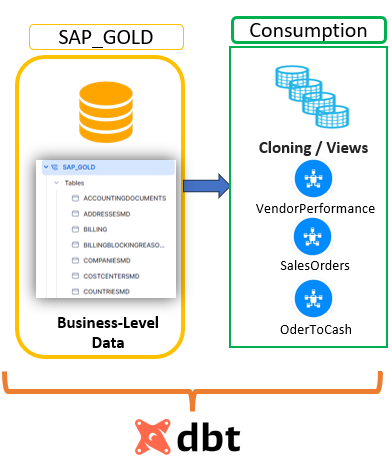 SAP_GOLD
Business-Level
Data
SAP_GOLD
Tables
ACCOUNTINGDOCUMENTS
ADDRESSESMD
BILLING
BILLINGBLOCKINGREASO...
COMPANIESMD
COSTCENTERSMD
COUNTRIESMD
Consumption
Cloning / Views
VendorPerformance
SalesOrders
OderToCash
dbt